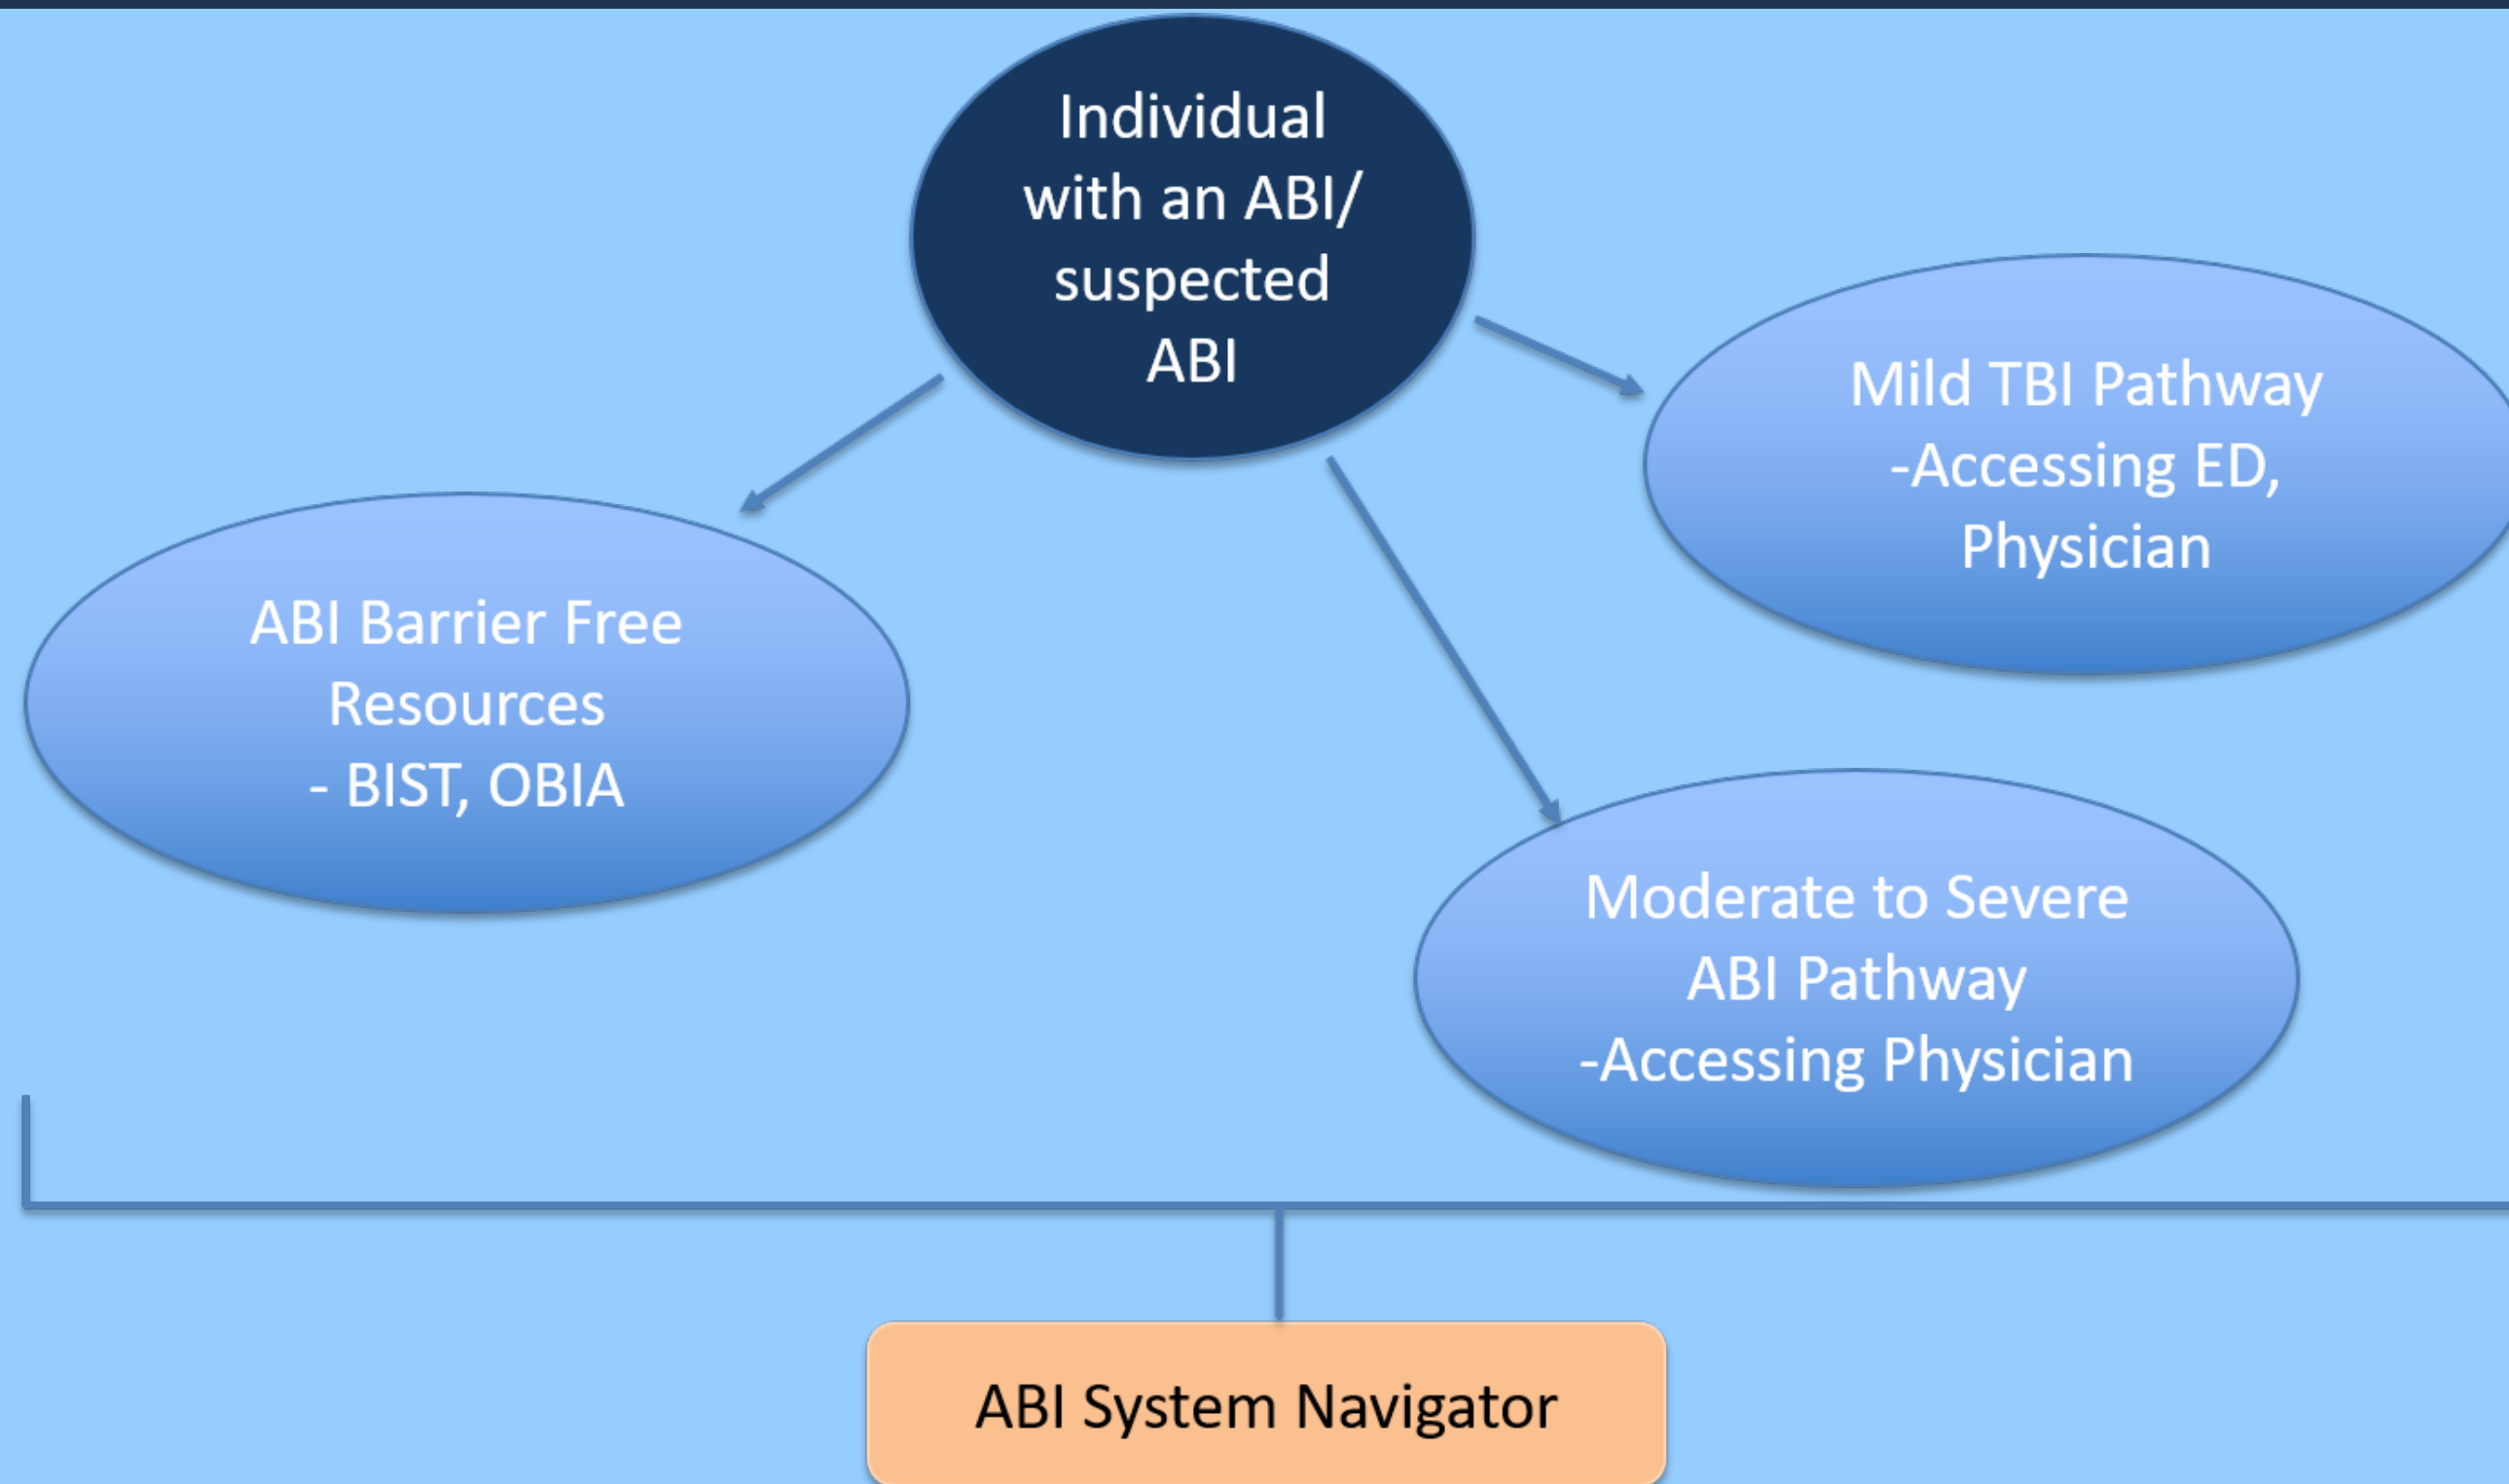 Individual
with an ABI/
suspected
ABI
Mild TBI Pathway
-Accessing ED,
Physician
ABI Barrier Free
Resources
- BIST, OBIA
Moderate to Severe
ABI Pathway
-Accessing Physician
ABI System Navigator